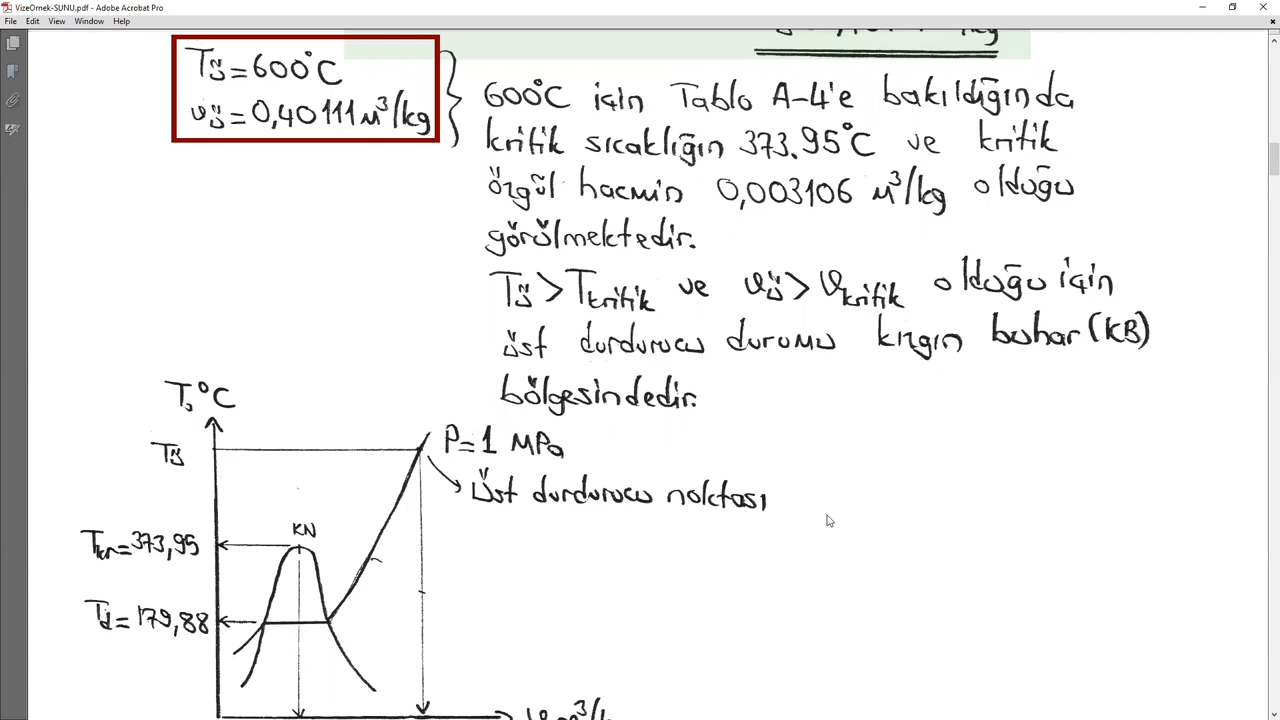 VizeOrnek-SUNU.pdf - Adobe Acrobat Pro
File Edit View Window Help
Tü=600°C
vü=0,40111 m³/kg
600°C için Tablo A-4'e bakıldığında
kritik sıcaklığın 373.95°C ve kritik
özgül hacmin 0,003106 m³/kg olduğu
görülmektedir.
Tü>Tkritik ve vü>vkritik olduğu için
üst durdurucu durumu kızgın buhar (KB)
bölgesindedir.
T,°C
Tü
P=1 MPa
üst durdurucu noktası
KN
Tkr=373,95
Td=179,88